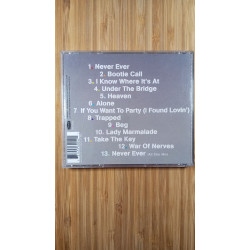 1 Never Ever
2. Bootie Call
3. I Know Where It's At
4. Under The Bridge
5. Heaven
6 Alone
7 If You Want To Party (I Found Lovin')
8. Trapped
9 Beg
10. Lady Marmalade
11. Take The Key
12 War Of Nerves
13. Never Ever